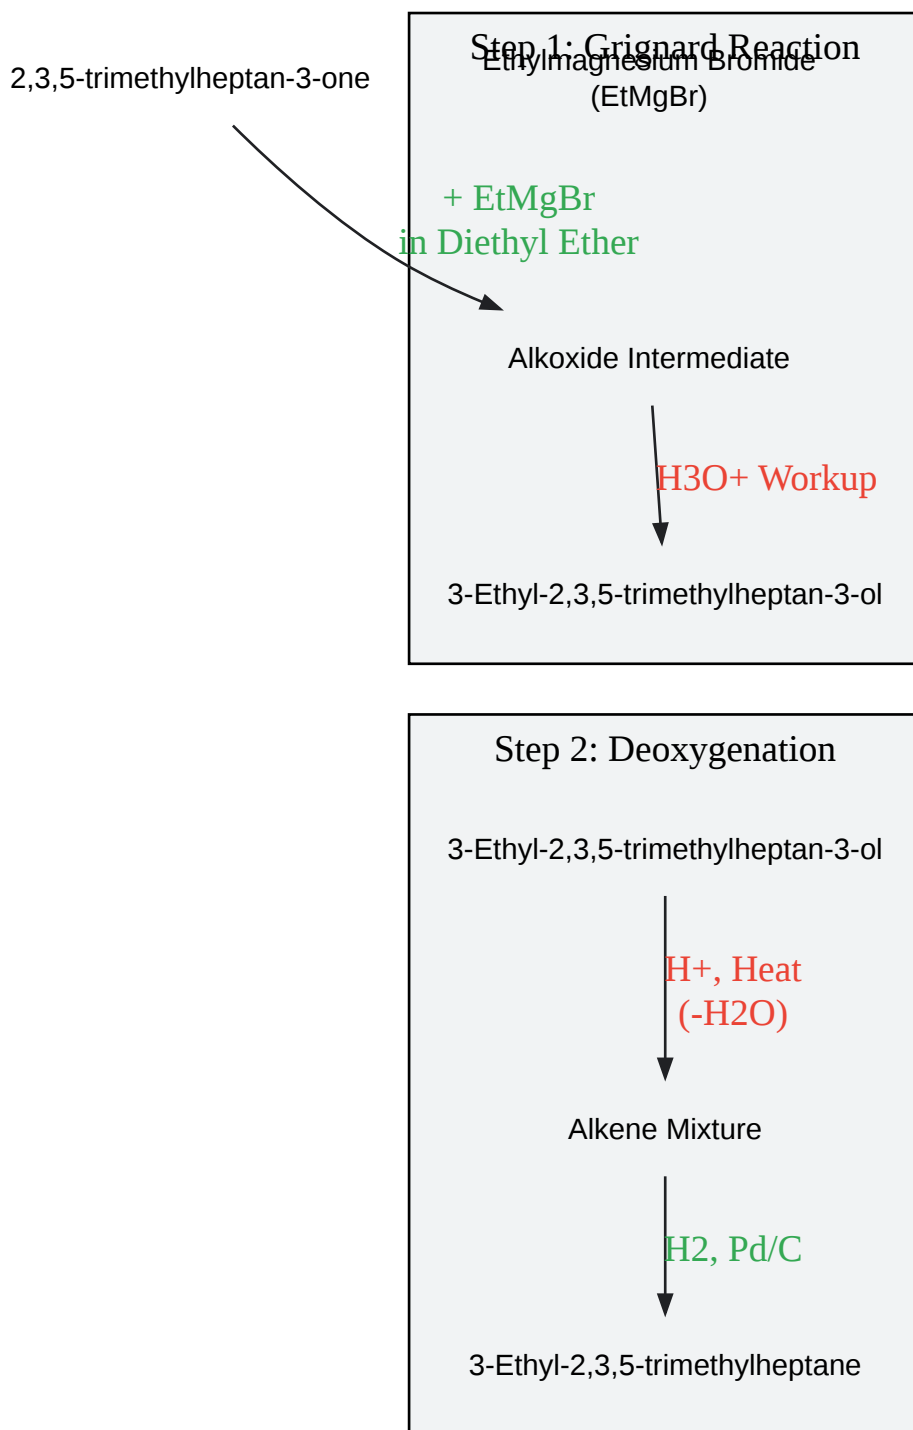 Step 1: Grignard Reaction
Ethylmagnesium Bromide
(EtMgBr)
2,3,5-trimethylheptan-3-one
+ EtMgBr
in Diethyl Ether
Alkoxide Intermediate
H3O+ Workup
3-Ethyl-2,3,5-trimethylheptan-3-ol
Step 2: Deoxygenation
3-Ethyl-2,3,5-trimethylheptan-3-ol
H+, Heat
(-H2O)
Alkene Mixture
H2, Pd/C
3-Ethyl-2,3,5-trimethylheptane